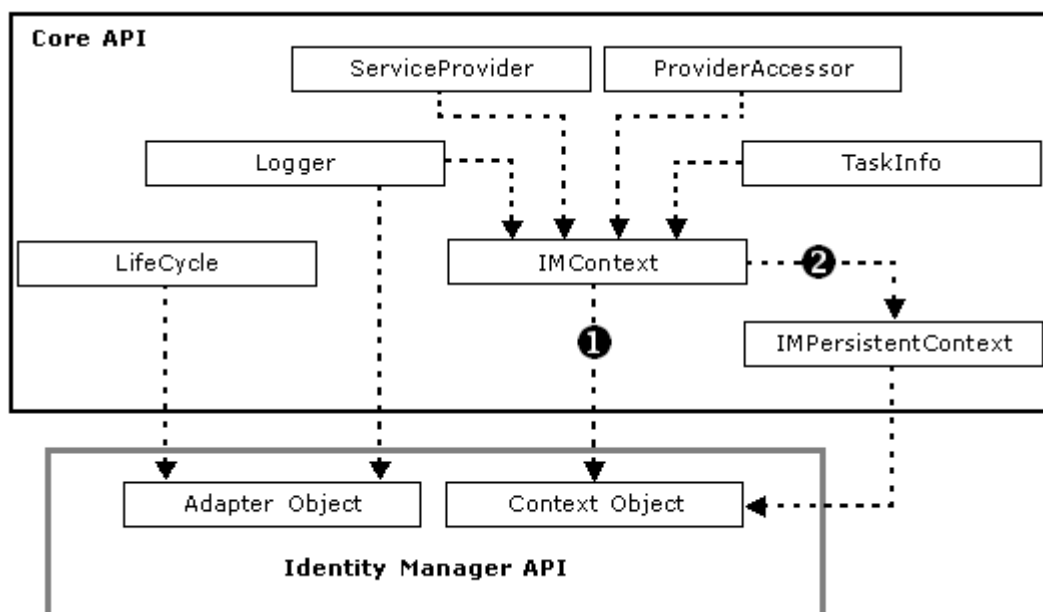 Core API
ServiceProvider
ProviderAccessor
Logger
TaskInfo
LifeCycle
IMContext
2
1
IMPersistentContext
Adapter Object
Context Object
Identity Manager API